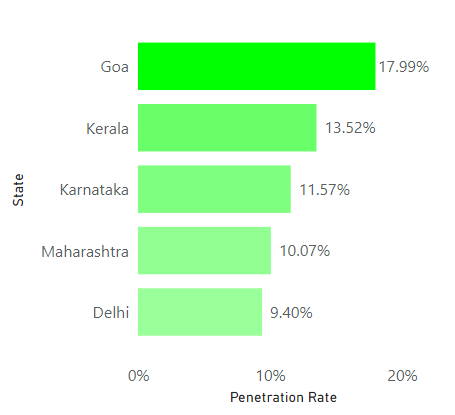 Goa 17.99%
Kerala 13.52%
State
Karnataka 11.57%
Maharashtra 10.07%
Delhi 9.40%
0% 10% 20%
Penetration Rate